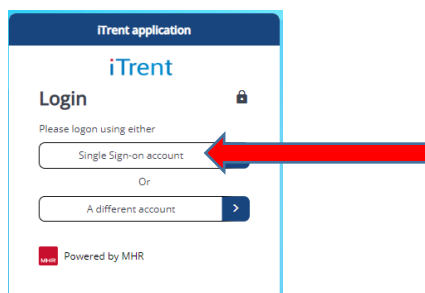 iTrent application
iTrent
Login
Please logon using either
Single Sign-on account
Or
A different account
MHR Powered by MHR